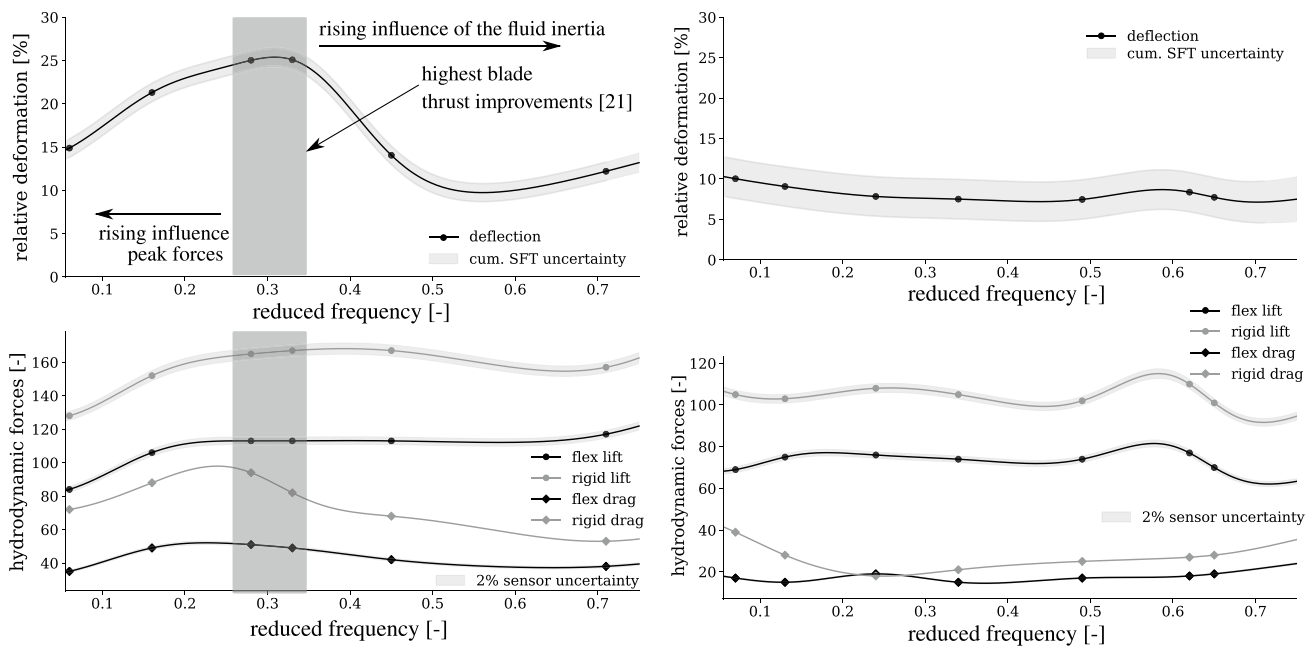 relative deformation [%]
30
25
20
15
10
5
0
rising influence of the fluid inertia
highest blade
thrust improvements [21]
rising influence
peak forces
deflection
cum. SFT uncertainty
0.1 0.2 0.3 0.4 0.5 0.6 0.7
reduced frequency [-]
relative deformation [%]
30
25
20
15
10
5
0
deflection
cum. SFT uncertainty
0.1 0.2 0.3 0.4 0.5 0.6 0.7
reduced frequency [-]
hydrodynamic forces [-]
160
140
120
100
80
60
40
flex lift
rigid lift
flex drag
rigid drag
2% sensor uncertainty
0.1 0.2 0.3 0.4 0.5 0.6 0.7
reduced frequency [-]
hydrodynamic forces [-]
120
100
80
60
40
20
flex lift
rigid lift
flex drag
rigid drag
2% sensor uncertainty
0.1 0.2 0.3 0.4 0.5 0.6 0.7
reduced frequency [-]